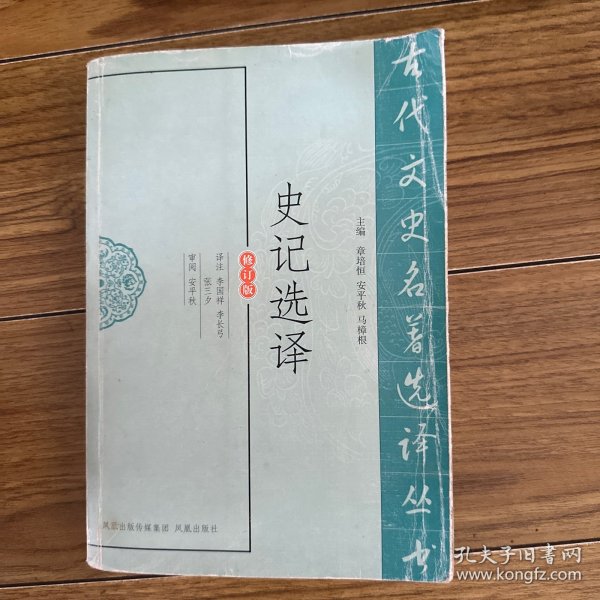 古代文史名著选译丛书
主编 章培恒 安平秋 马樟根
史记选译
修订版
译注 李国祥 李长弓
张三夕
审阅 安平秋
凤凰出版传媒集团 凤凰出版社
孔夫子旧书网
www.kongfz.com